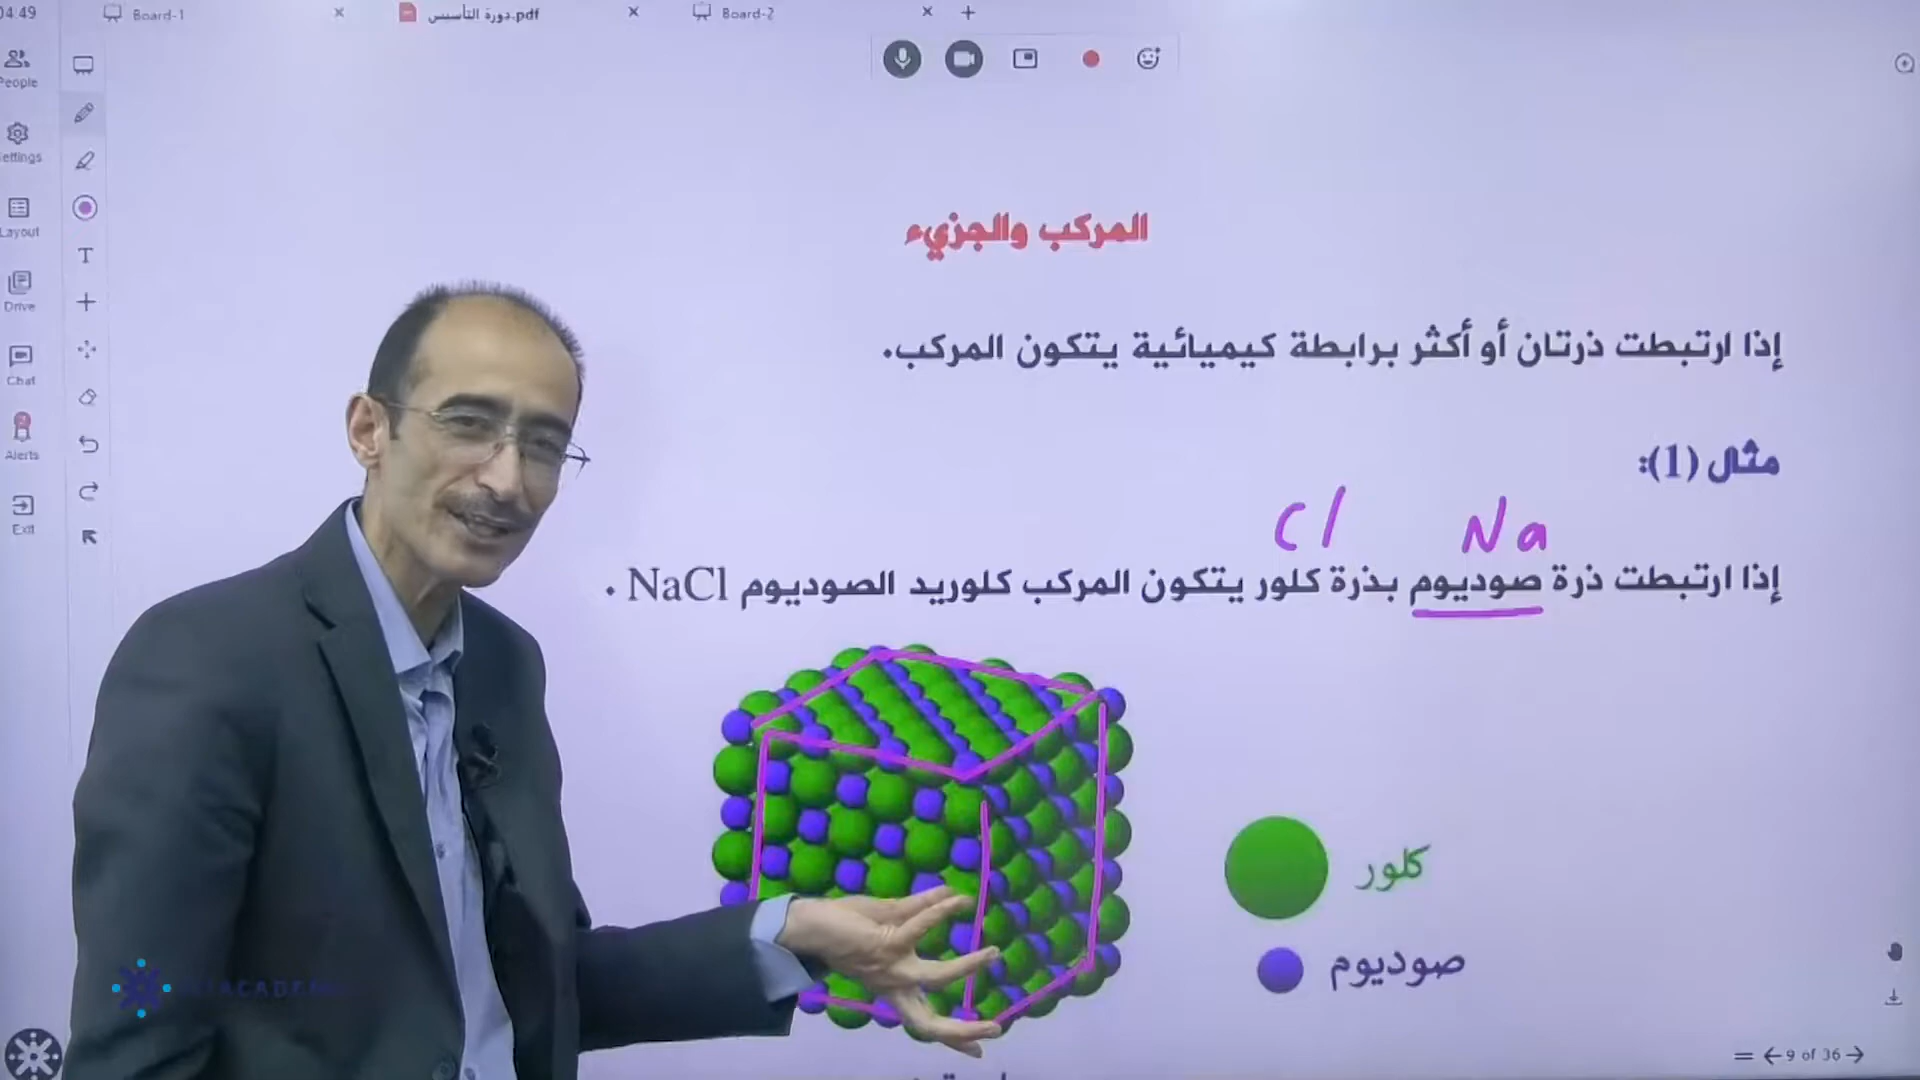 04:49
Board-1
دورة التأسيس.pdf
Board-2
People
Settings
Layout
Drive
Chat
Alerts
Exit
T
المركب والجزيء
إذا ارتبطت ذرتان أو أكثر برابطة كيميائية يتكون المركب.
مثال (1):
Cl Na
إذا ارتبطت ذرة صوديوم بذرة كلور يتكون المركب كلوريد الصوديوم NaCl .
كلور
صوديوم
9 of 36